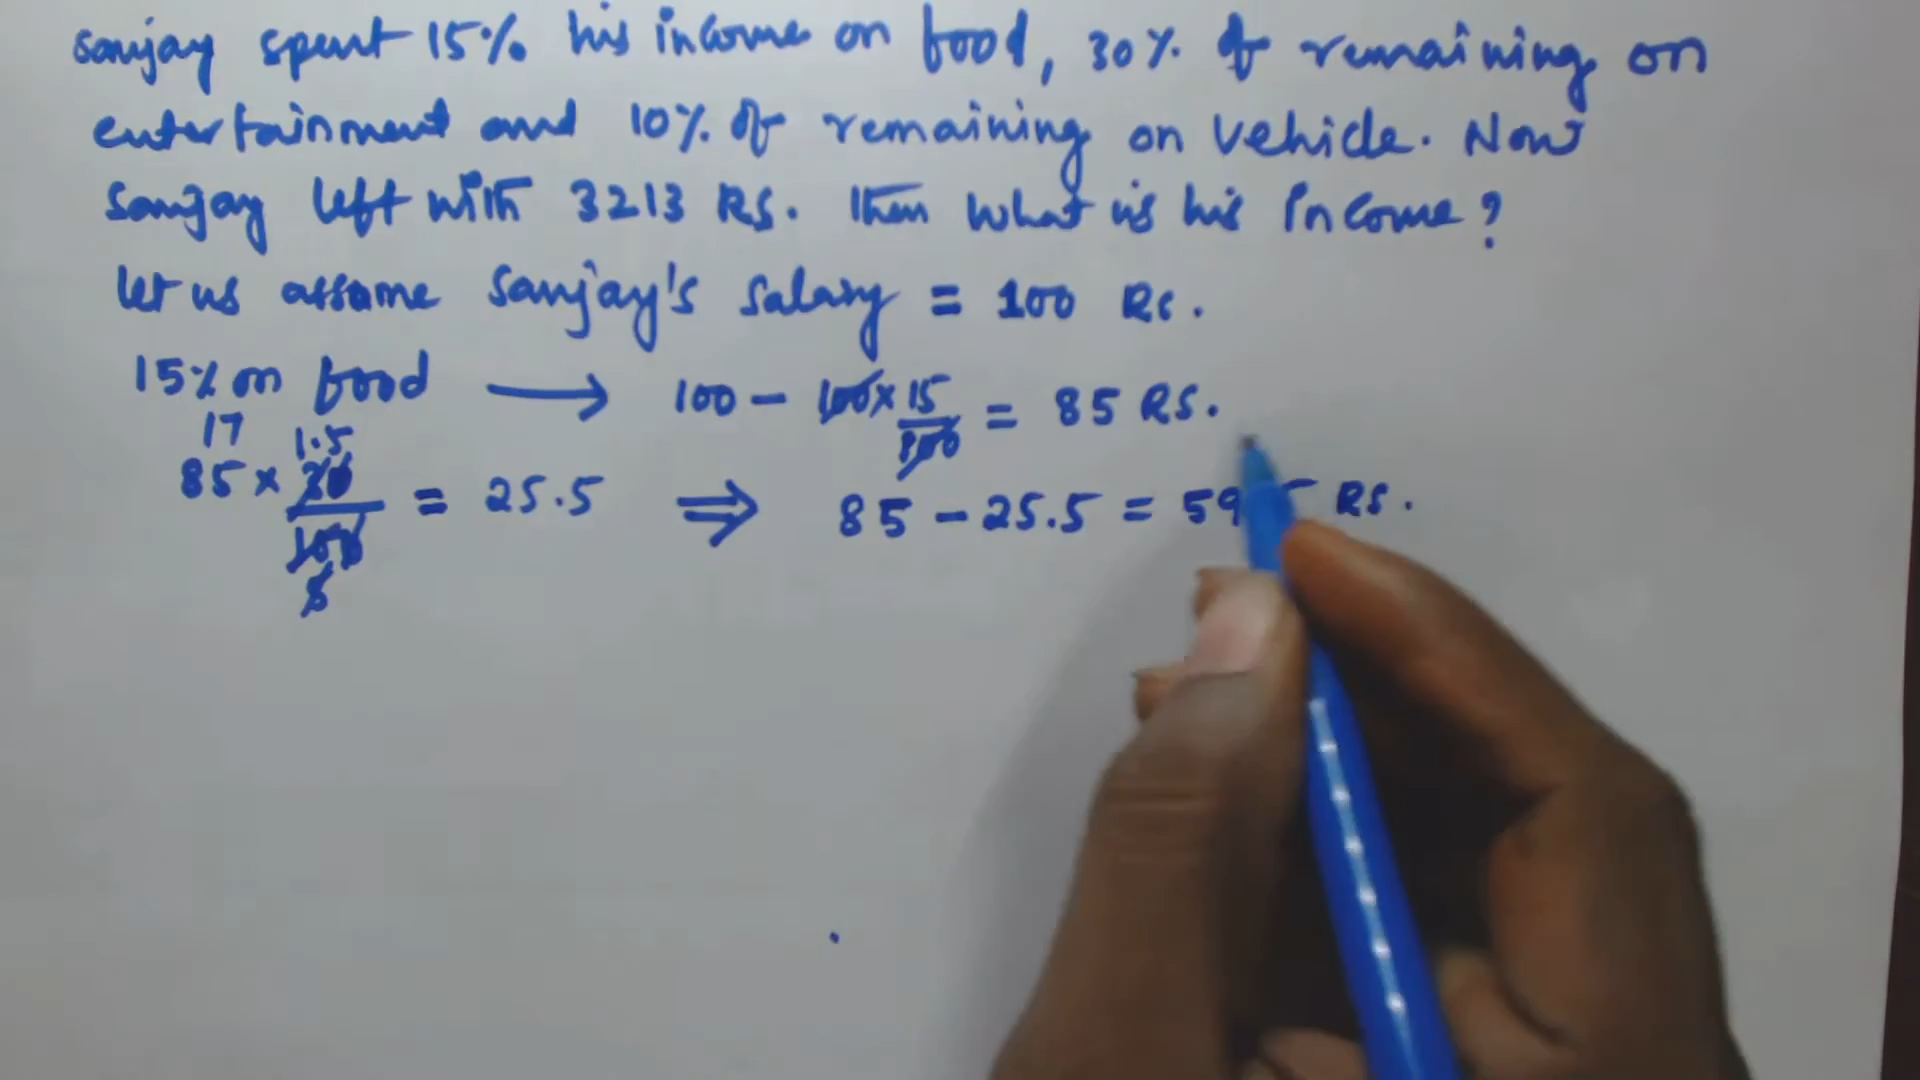 Sanjay spent 15% his income on food, 30% of remaining on
entertainment and 10% of remaining on vehicle. Now
Sanjay left with 3213 RS. Then what is his income?
let us assume Sanjay's salary = 100 Rs.
15% on food → 100 - 100 × 15/100 = 85 RS.
17 1.5
85 × 30/100 = 25.5 ⇒ 85 - 25.5 = 59 RS.